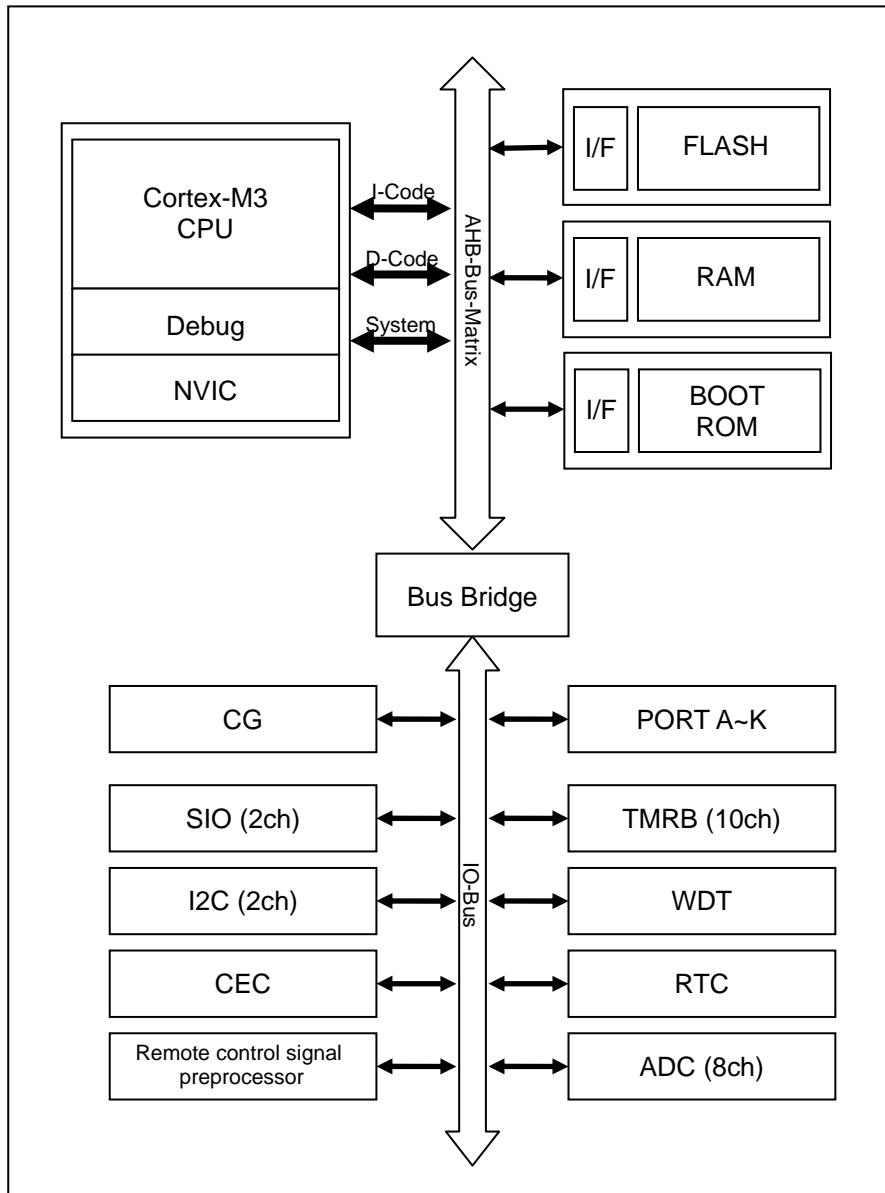 Cortex-M3
CPU
Debug
NVIC
I-Code
D-Code
System
AHB-Bus-Matrix
I/F
FLASH
I/F
RAM
I/F
BOOT
ROM
Bus Bridge
IO-Bus
CG
PORT A~K
SIO (2ch)
TMRB (10ch)
I2C (2ch)
WDT
CEC
RTC
Remote control signal
preprocessor
ADC (8ch)